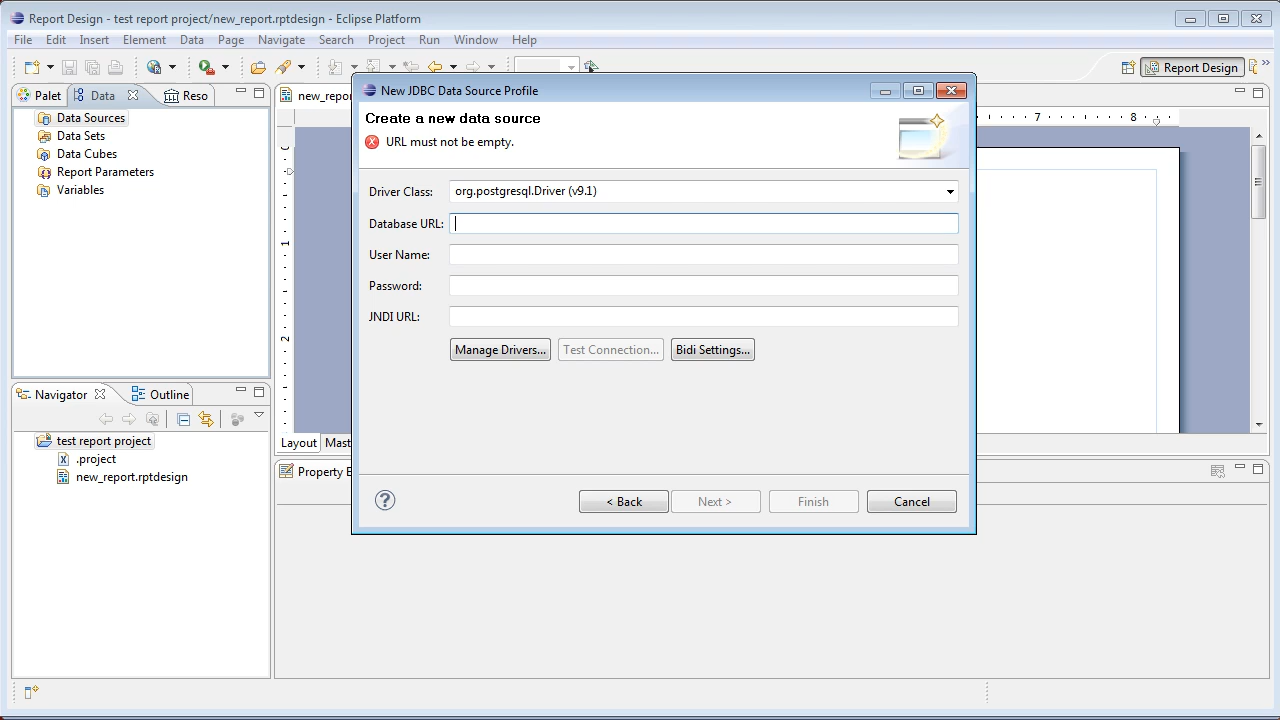 Report Design - test report project/new_report.rptdesign - Eclipse Platform
File Edit Insert Element Data Page Navigate Search Project Run Window Help
Report Design
Palet Data Reso
Data Sources
Data Sets
Data Cubes
Report Parameters
Variables
Navigator Outline
test report project
.project
new_report.rptdesign
7 8
1
2
Layout
New JDBC Data Source Profile
Create a new data source
URL must not be empty.
Driver Class: org.postgresql.Driver (v9.1)
Database URL:
User Name:
Password:
JNDI URL:
Manage Drivers... Test Connection... Bidi Settings...
< Back Next > Finish Cancel